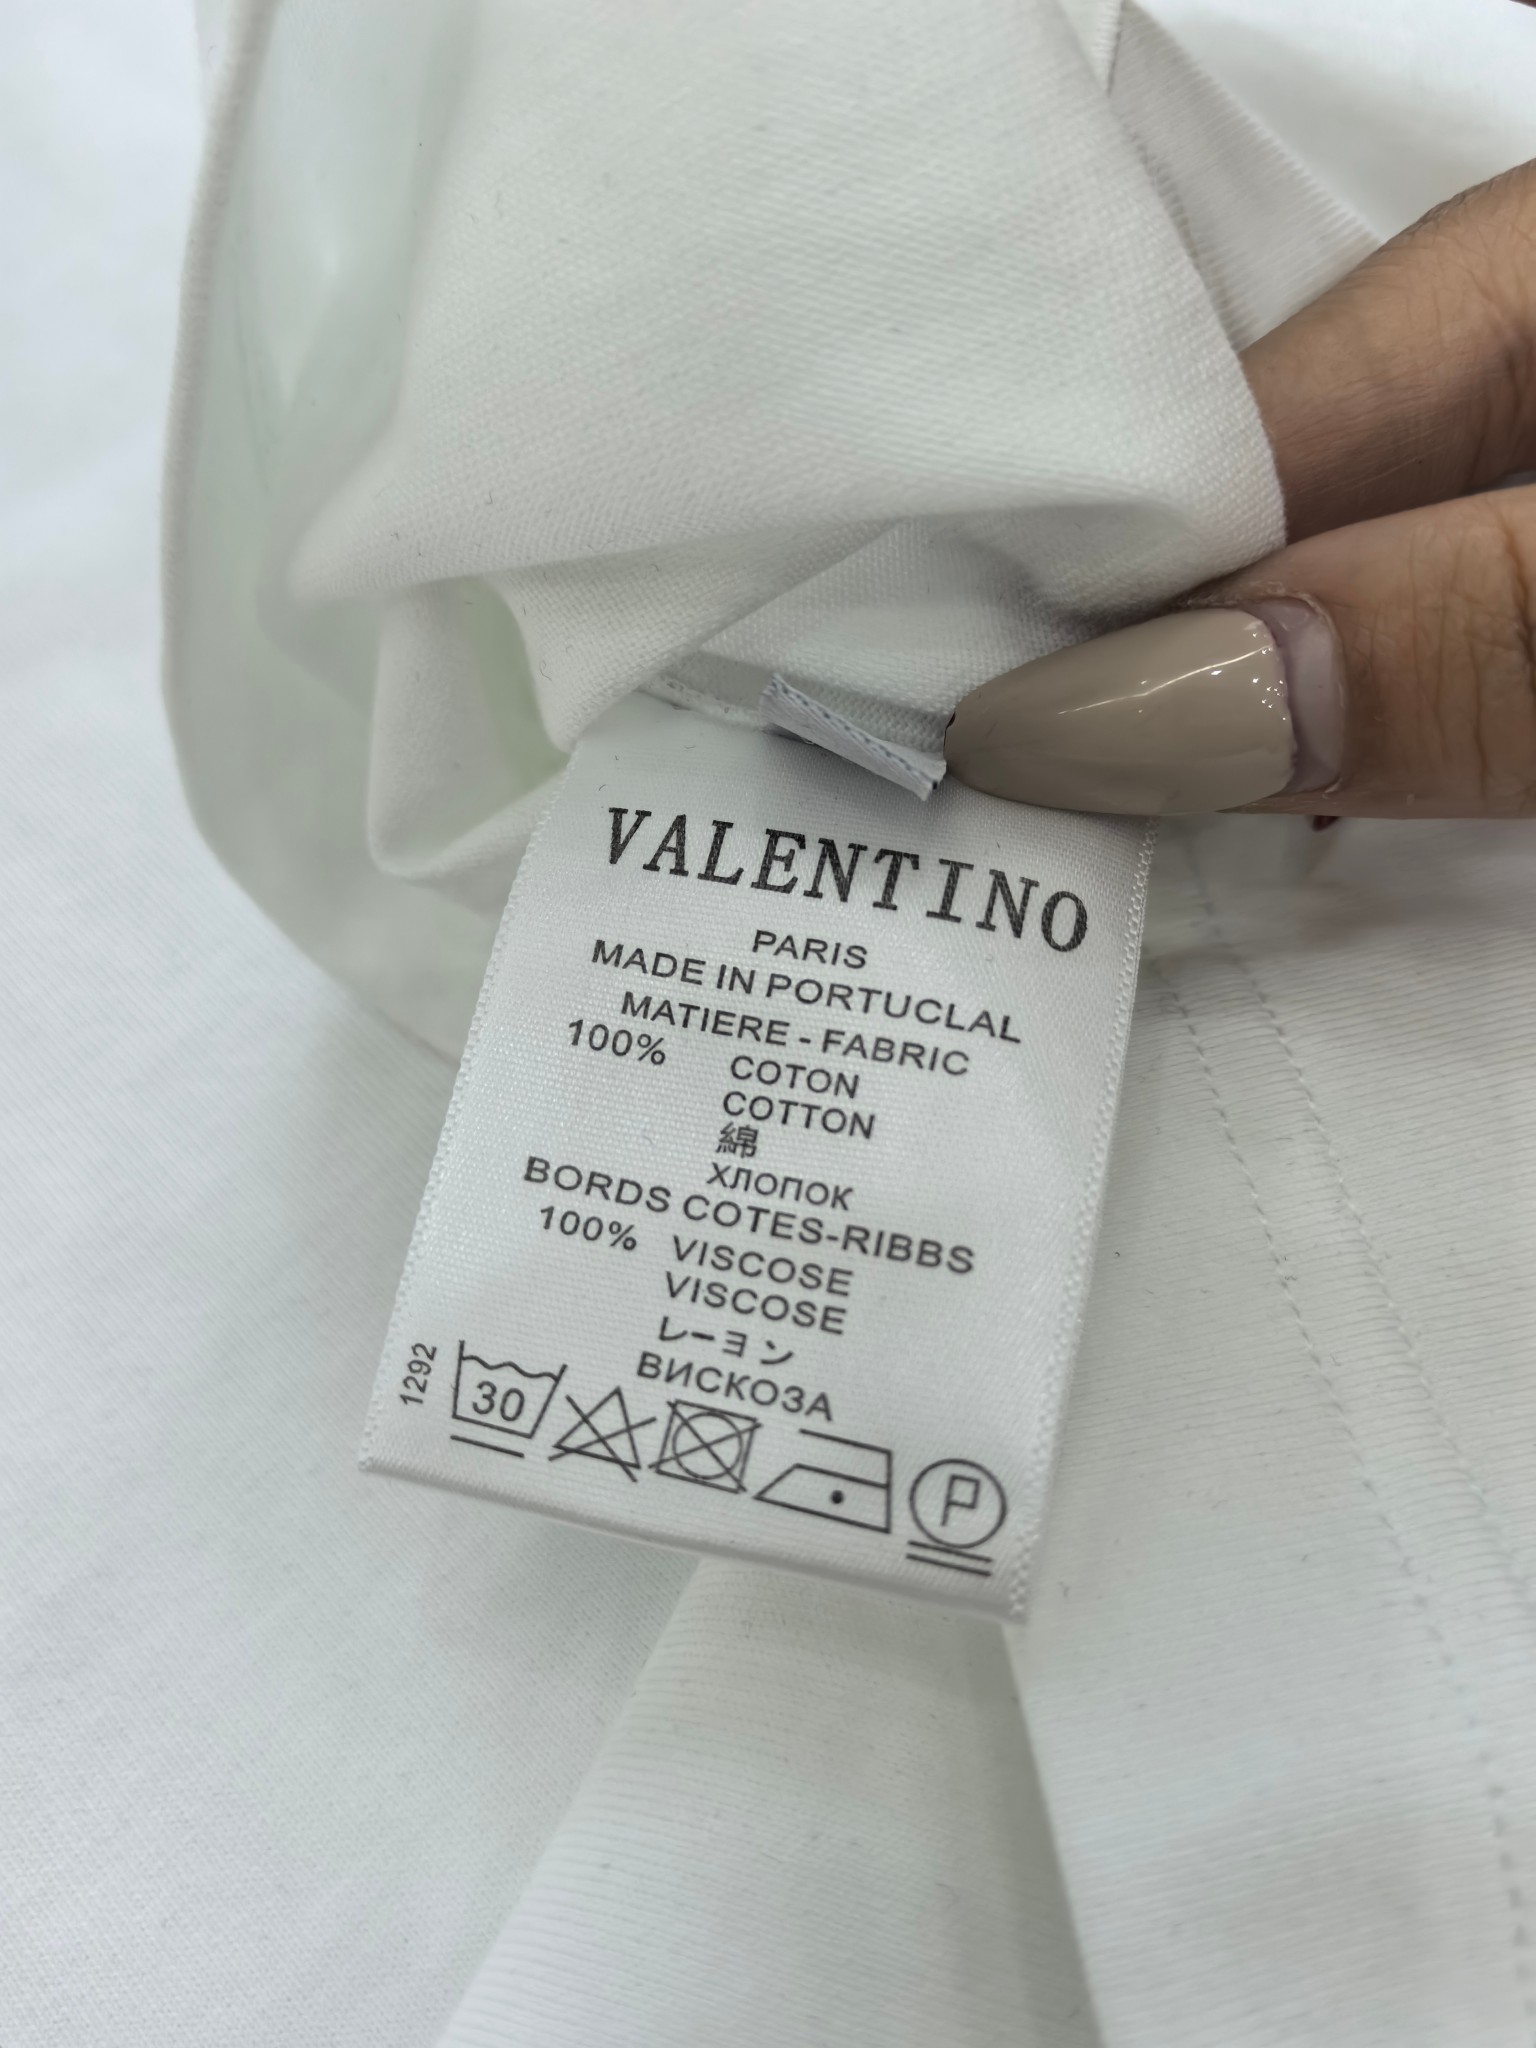 VALENTINO
PARIS
MADE IN PORTUCLAL
MATIERE - FABRIC
100% COTON
COTTON
綿
ХЛОПОК
BORDS COTES-RIBBS
100% VISCOSE
VISCOSE
レーヨン
ВИСКОЗА
1292
30
P